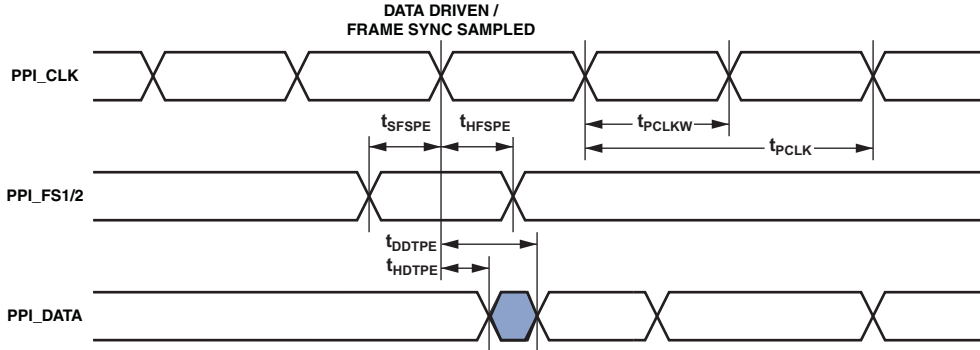 DATA DRIVEN /
FRAME SYNC SAMPLED
PPI_CLK
tSFSPE
tHFSPE
tPCLKW
tPCLK
PPI_FS1/2
tDDTPE
tHDTPE
PPI_DATA